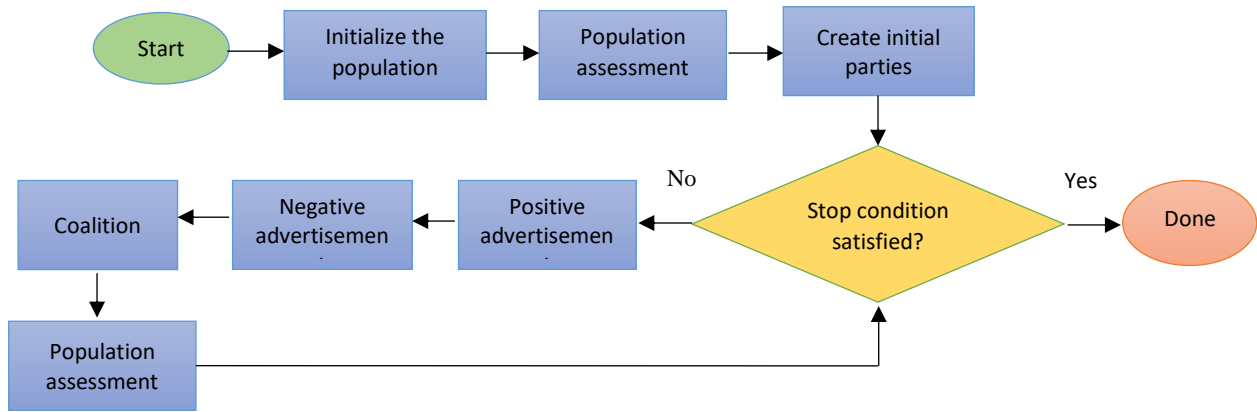 Start
Initialize the
population
Population
assessment
Create initial
parties
Stop condition
satisfied?
Yes
Done
No
Positive
advertisemen
Negative
advertisemen
Coalition
Population
assessment